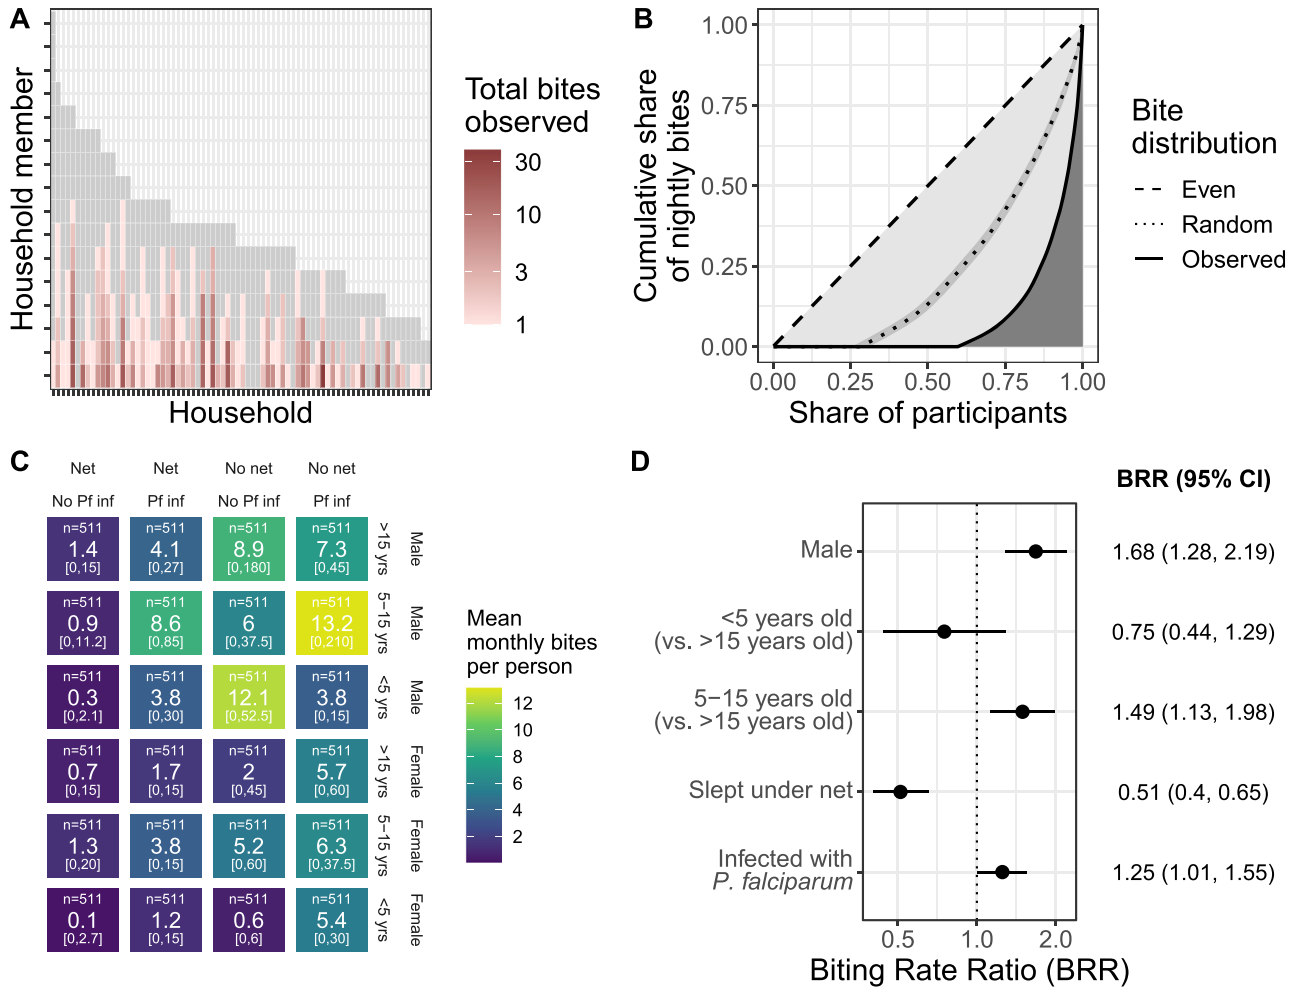 A
Household member
Household
Total bites
observed
30
10
3
1
B
Cumulative share
of nightly bites
1.00
0.75
0.50
0.25
0.00
0.00 0.25 0.50 0.75 1.00
Share of participants
Bite
distribution
Even
Random
Observed
C
Net Net No net No net
No Pf inf Pf inf No Pf inf Pf inf
n=511 n=511 n=511 n=511
1.4 4.1 8.9 7.3
[0,15] [0,27] [0,180] [0,45]
>15 yrs
Male
n=511 n=511 n=511 n=511
0.9 8.6 6 13.2
[0,11.2] [0,85] [0,37.5] [0,210]
5−15 yrs
Male
n=511 n=511 n=511 n=511
0.3 3.8 12.1 3.8
[0,2.1] [0,30] [0,52.5] [0,15]
<5 yrs
Male
n=511 n=511 n=511 n=511
0.7 1.7 2 5.7
[0,15] [0,15] [0,45] [0,60]
>15 yrs
Female
n=511 n=511 n=511 n=511
1.3 3.8 5.2 6.3
[0,20] [0,15] [0,60] [0,37.5]
5−15 yrs
Female
n=511 n=511 n=511 n=511
0.1 1.2 0.6 5.4
[0,2.7] [0,15] [0,6] [0,30]
<5 yrs
Female
Mean
monthly bites
per person
12
10
8
6
4
2
D
BRR (95% CI)
Male 1.68 (1.28, 2.19)
<5 years old
(vs. >15 years old)
0.75 (0.44, 1.29)
5−15 years old
(vs. >15 years old)
1.49 (1.13, 1.98)
Slept under net 0.51 (0.4, 0.65)
Infected with
P. falciparum
1.25 (1.01, 1.55)
0.5 1.0 2.0
Biting Rate Ratio (BRR)